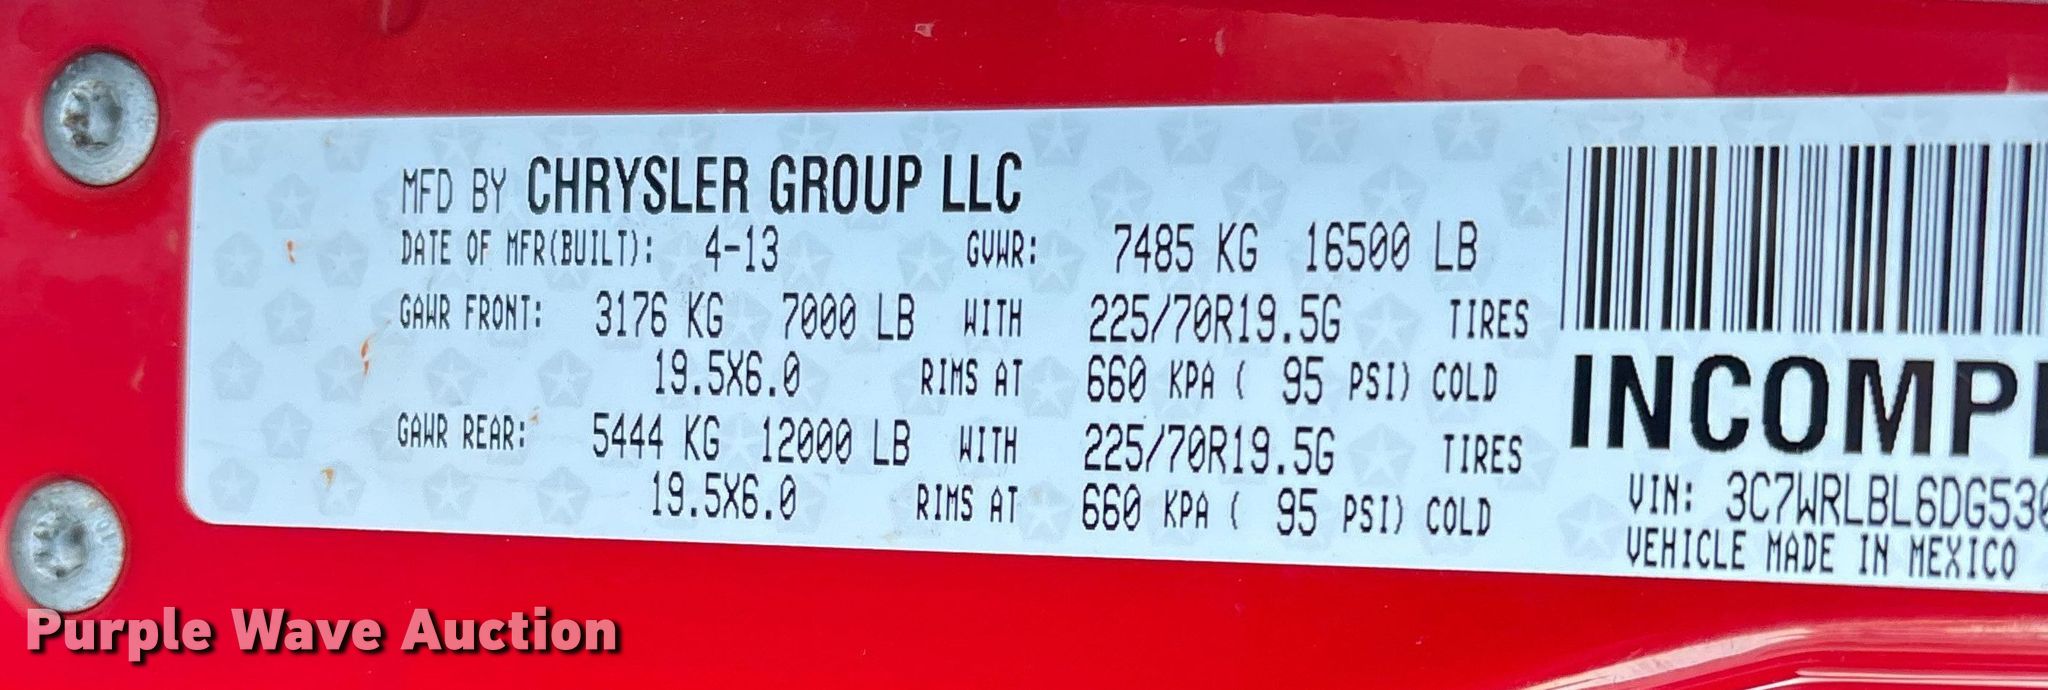 MFD BY CHRYSLER GROUP LLC
DATE OF MFR(BUILT): 4-13 GVWR: 7485 KG 16500 LB
GAWR FRONT: 3176 KG 7000 LB WITH 225/70R19.5G TIRES
19.5X6.0 RIMS AT 660 KPA ( 95 PSI) COLD
GAWR REAR: 5444 KG 12000 LB WITH 225/70R19.5G TIRES
19.5X6.0 RIMS AT 660 KPA ( 95 PSI) COLD
INCOMPL
VIN: 3C7WRLBL6DG530
VEHICLE MADE IN MEXICO
Purple Wave Auction